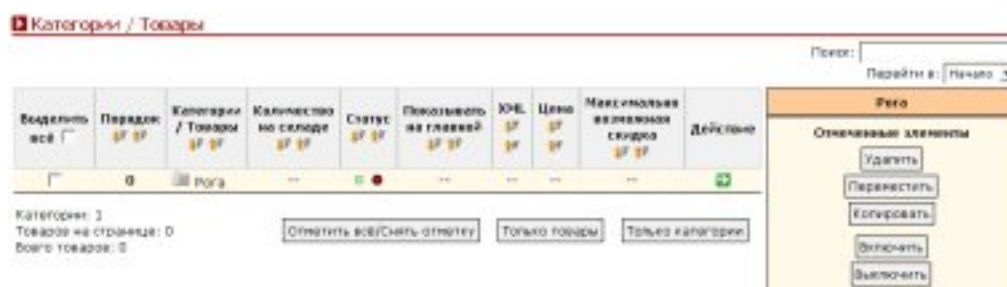 Категории / Товары
Поиск:
Перейти в: Начало
Выделить всё
Порядок
Категории / Товары
Количество на складе
Статус
Показывать на главной
XML
Цена
Максимально возможная скидка
Действие
0
Рога
--
--
--
--
--
Категории: 1
Товаров на странице: 0
Всего товаров: 0
Отметить всё/Снять отметку
Только товары
Только категории
Рога
Отмеченные элементы
Удалить
Переместить
Копировать
Включить
Выключить